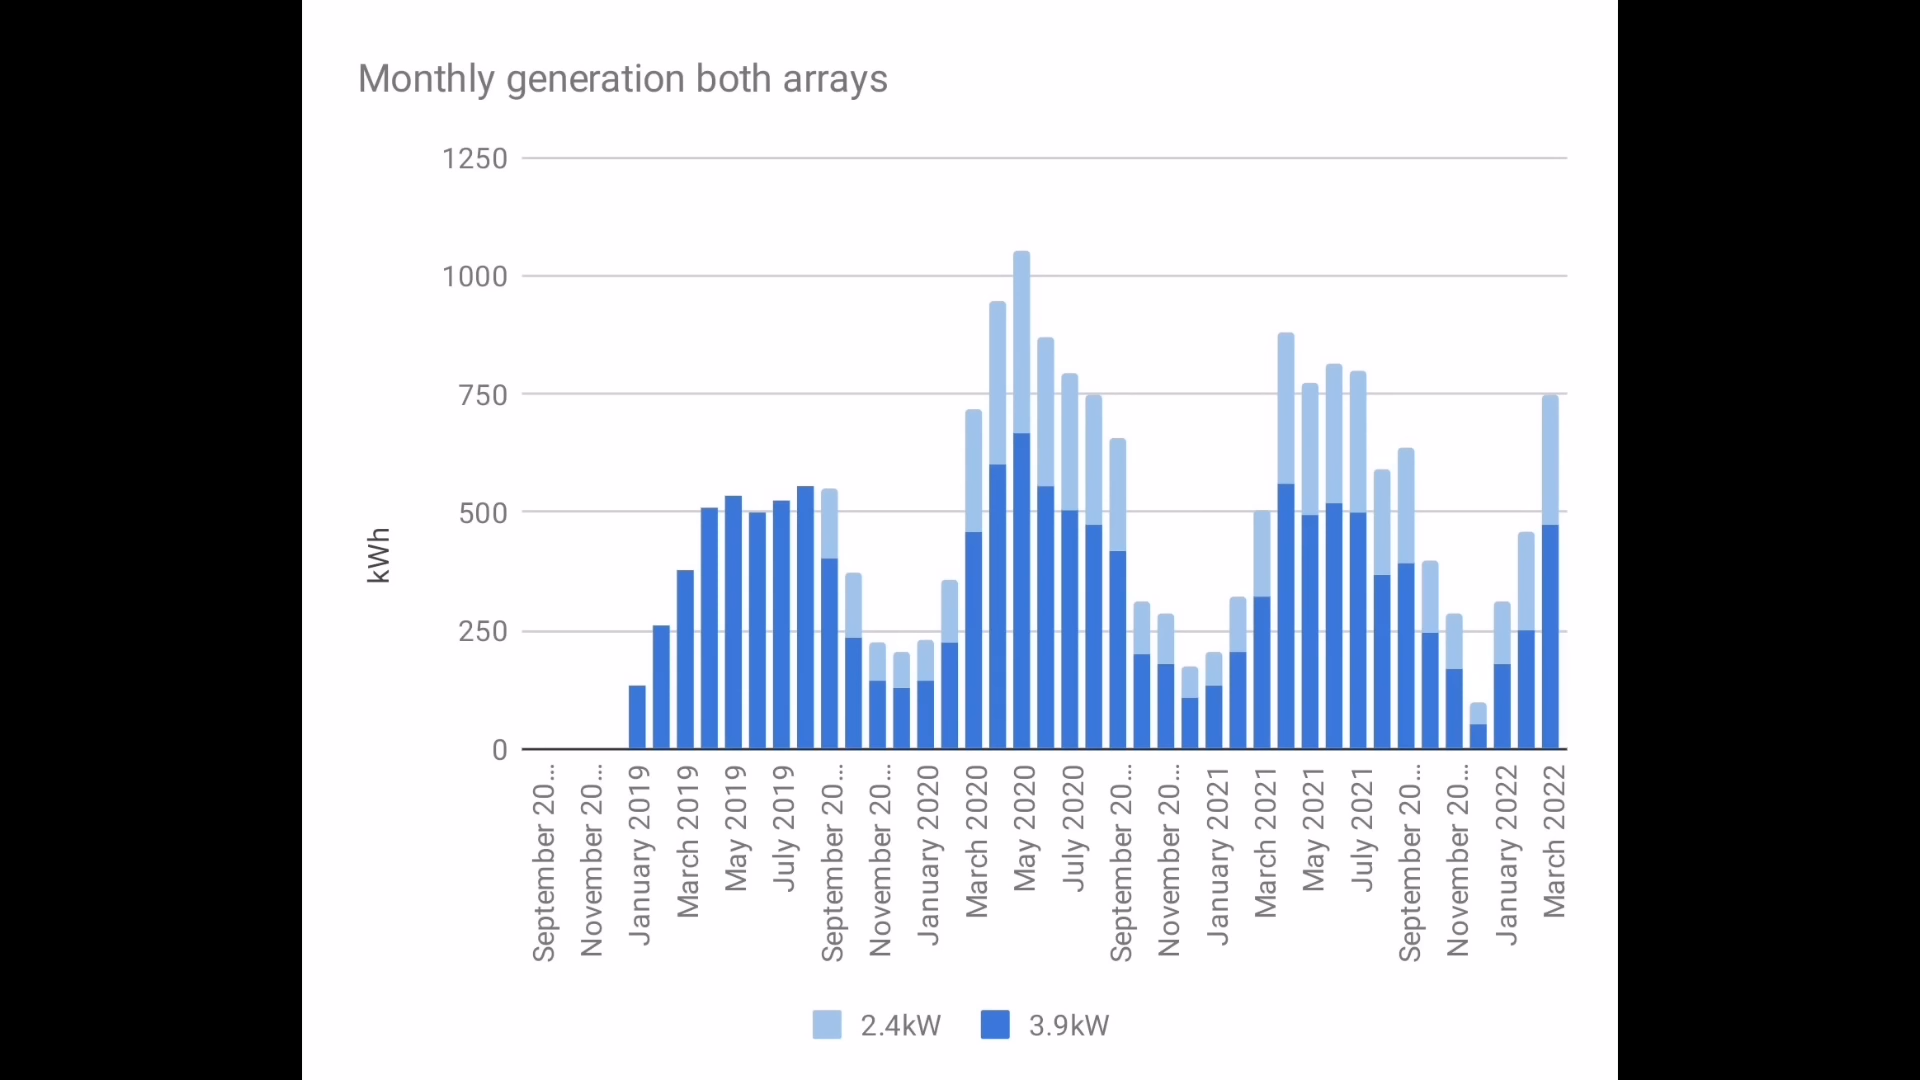 Monthly generation both arrays
1250
1000
750
500
250
0
kWh
September 20...
November 20...
January 2019
March 2019
May 2019
July 2019
September 20...
November 20...
January 2020
March 2020
May 2020
July 2020
September 20...
November 20...
January 2021
March 2021
May 2021
July 2021
September 20...
November 20...
January 2022
March 2022
2.4kW 3.9kW